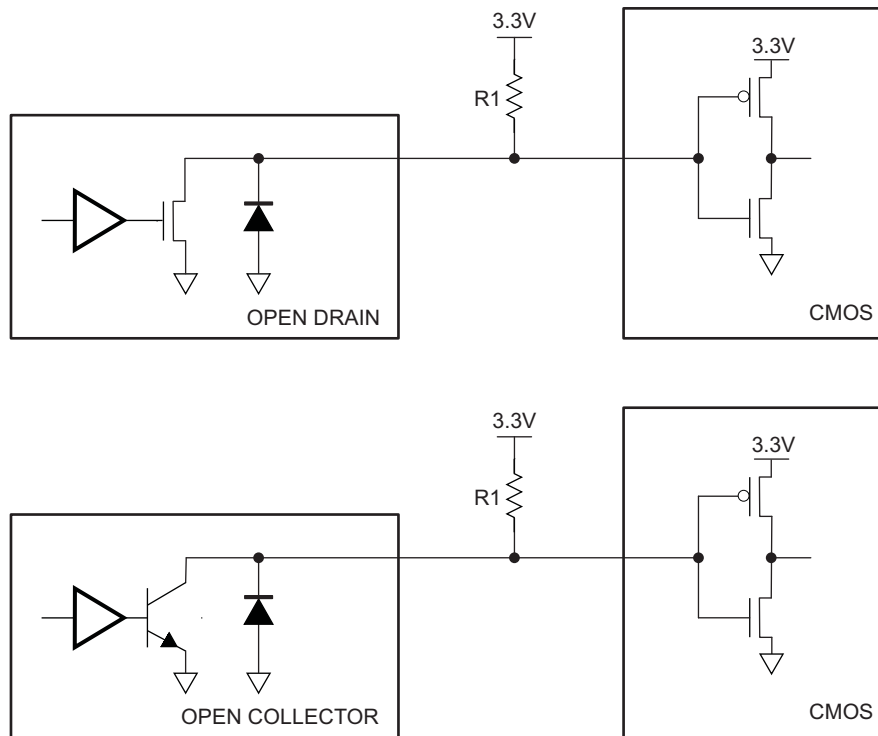 3.3V
3.3V
R1
OPEN DRAIN
CMOS
3.3V
3.3V
R1
OPEN COLLECTOR
CMOS